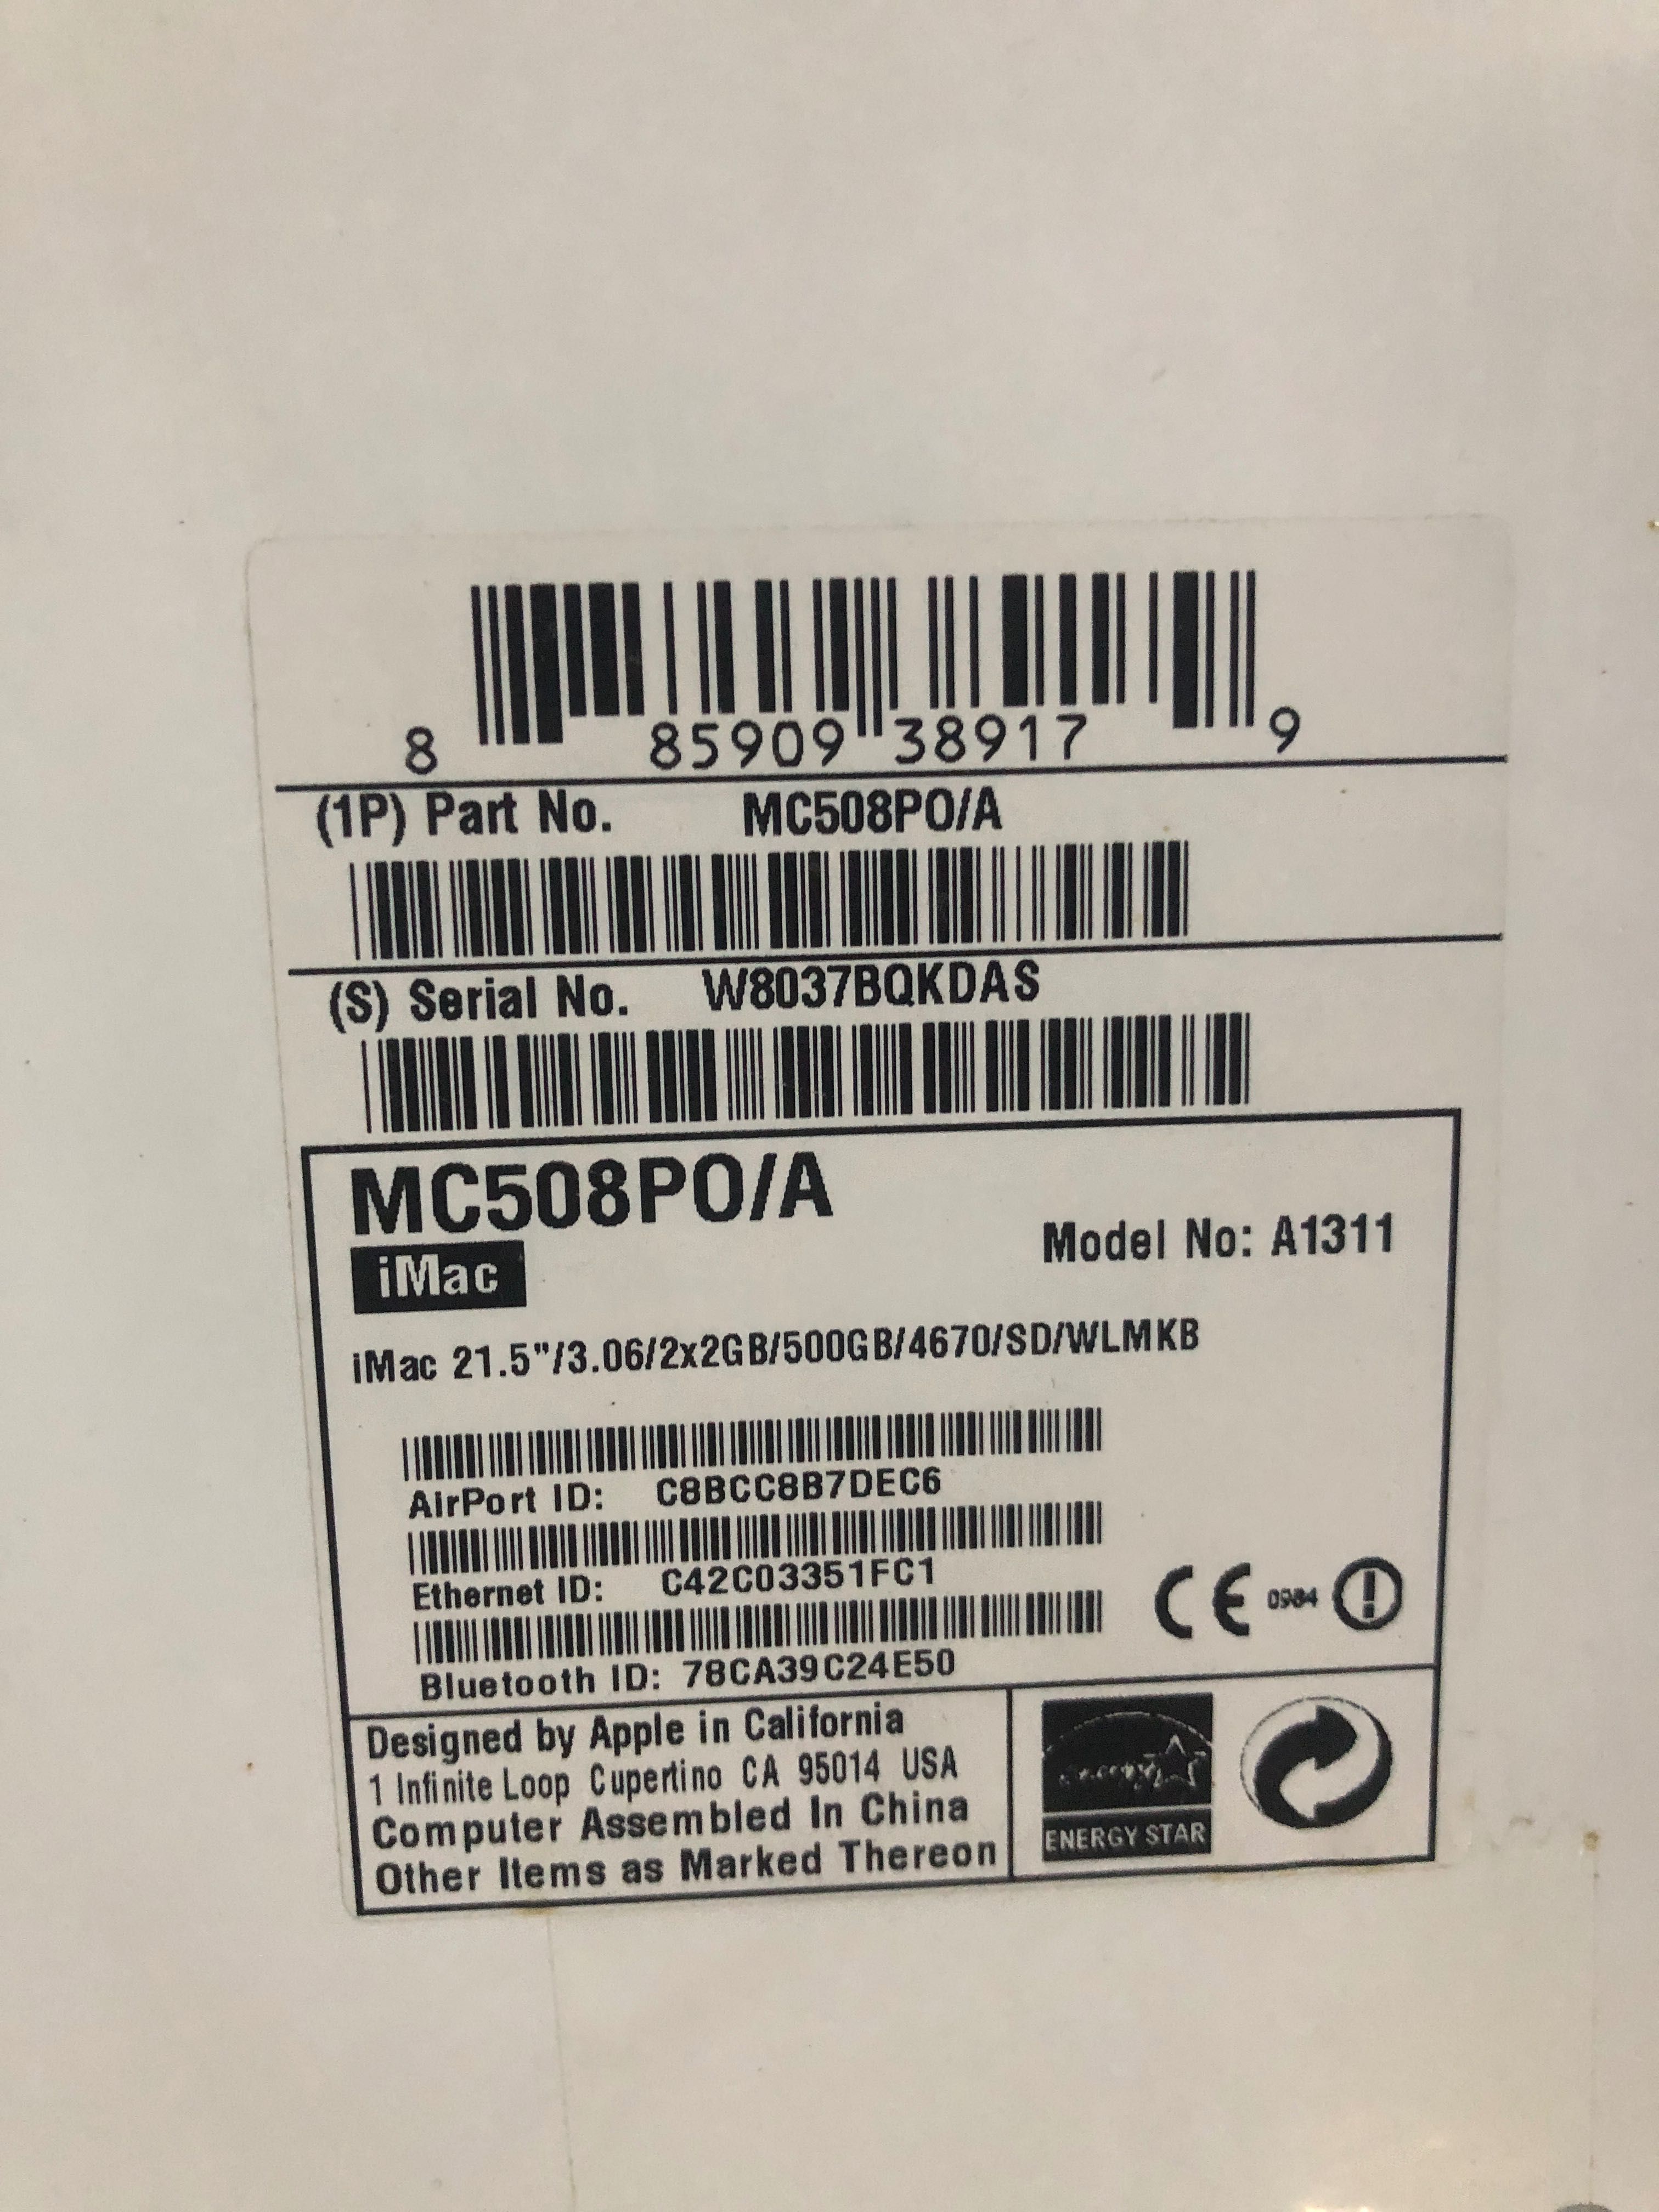 8 85909 38917 9
(1P) Part No. MC508PO/A
(S) Serial No. W8037BQKDAS
MC508PO/A
iMac
Model No: A1311
iMac 21.5"/3.06/2x2GB/500GB/4670/SD/WLMKB
AirPort ID: C8BCC8B7DEC6
Ethernet ID: C42C03351FC1
Bluetooth ID: 78CA39C24E50
CE 0984
Designed by Apple in California
1 Infinite Loop Cupertino CA 95014 USA
Computer Assembled In China
Other Items as Marked Thereon
ENERGY STAR